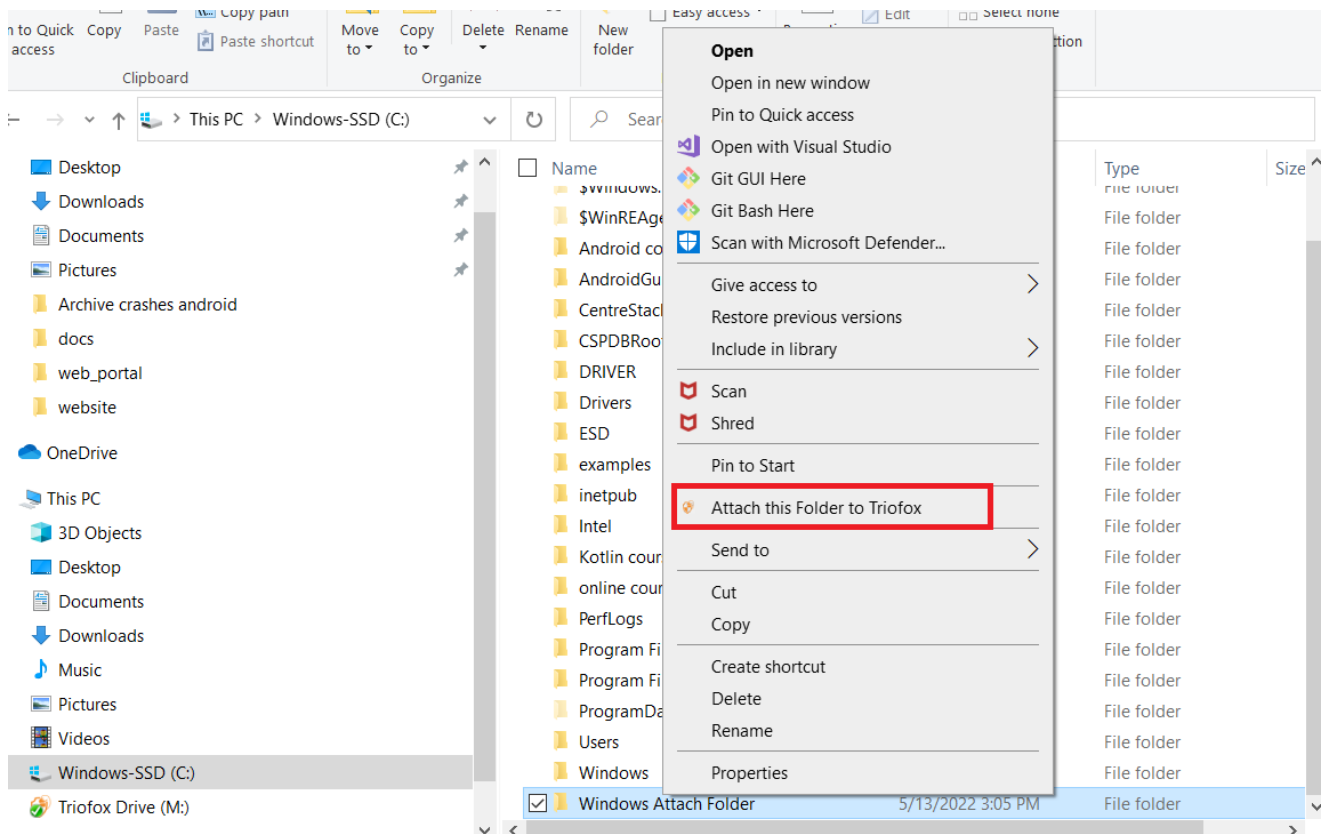 Copy path
Easy access
Edit
Select none
n to Quick Copy Paste
access
Paste shortcut
Move
to
Copy
to
Delete Rename
New
folder
Clipboard
Organize
This PC > Windows-SSD (C:)
Desktop
Downloads
Documents
Pictures
Archive crashes android
docs
web_portal
website
OneDrive
This PC
3D Objects
Desktop
Documents
Downloads
Music
Pictures
Videos
Windows-SSD (C:)
Triofox Drive (M:)
Name Type Size
$Windows. File folder
$WinREAge File folder
Android co File folder
AndroidGu File folder
CentreStac File folder
CSPDBRoo File folder
DRIVER File folder
Drivers File folder
ESD File folder
examples File folder
inetpub File folder
Intel File folder
Kotlin cour File folder
online cour File folder
PerfLogs File folder
Program Fi File folder
Program Fi File folder
ProgramDa File folder
Users File folder
Windows File folder
Windows Attach Folder 5/13/2022 3:05 PM File folder
Open
Open in new window
Pin to Quick access
Open with Visual Studio
Git GUI Here
Git Bash Here
Scan with Microsoft Defender...
Give access to
Restore previous versions
Include in library
Scan
Shred
Pin to Start
Attach this Folder to Triofox
Send to
Cut
Copy
Create shortcut
Delete
Rename
Properties